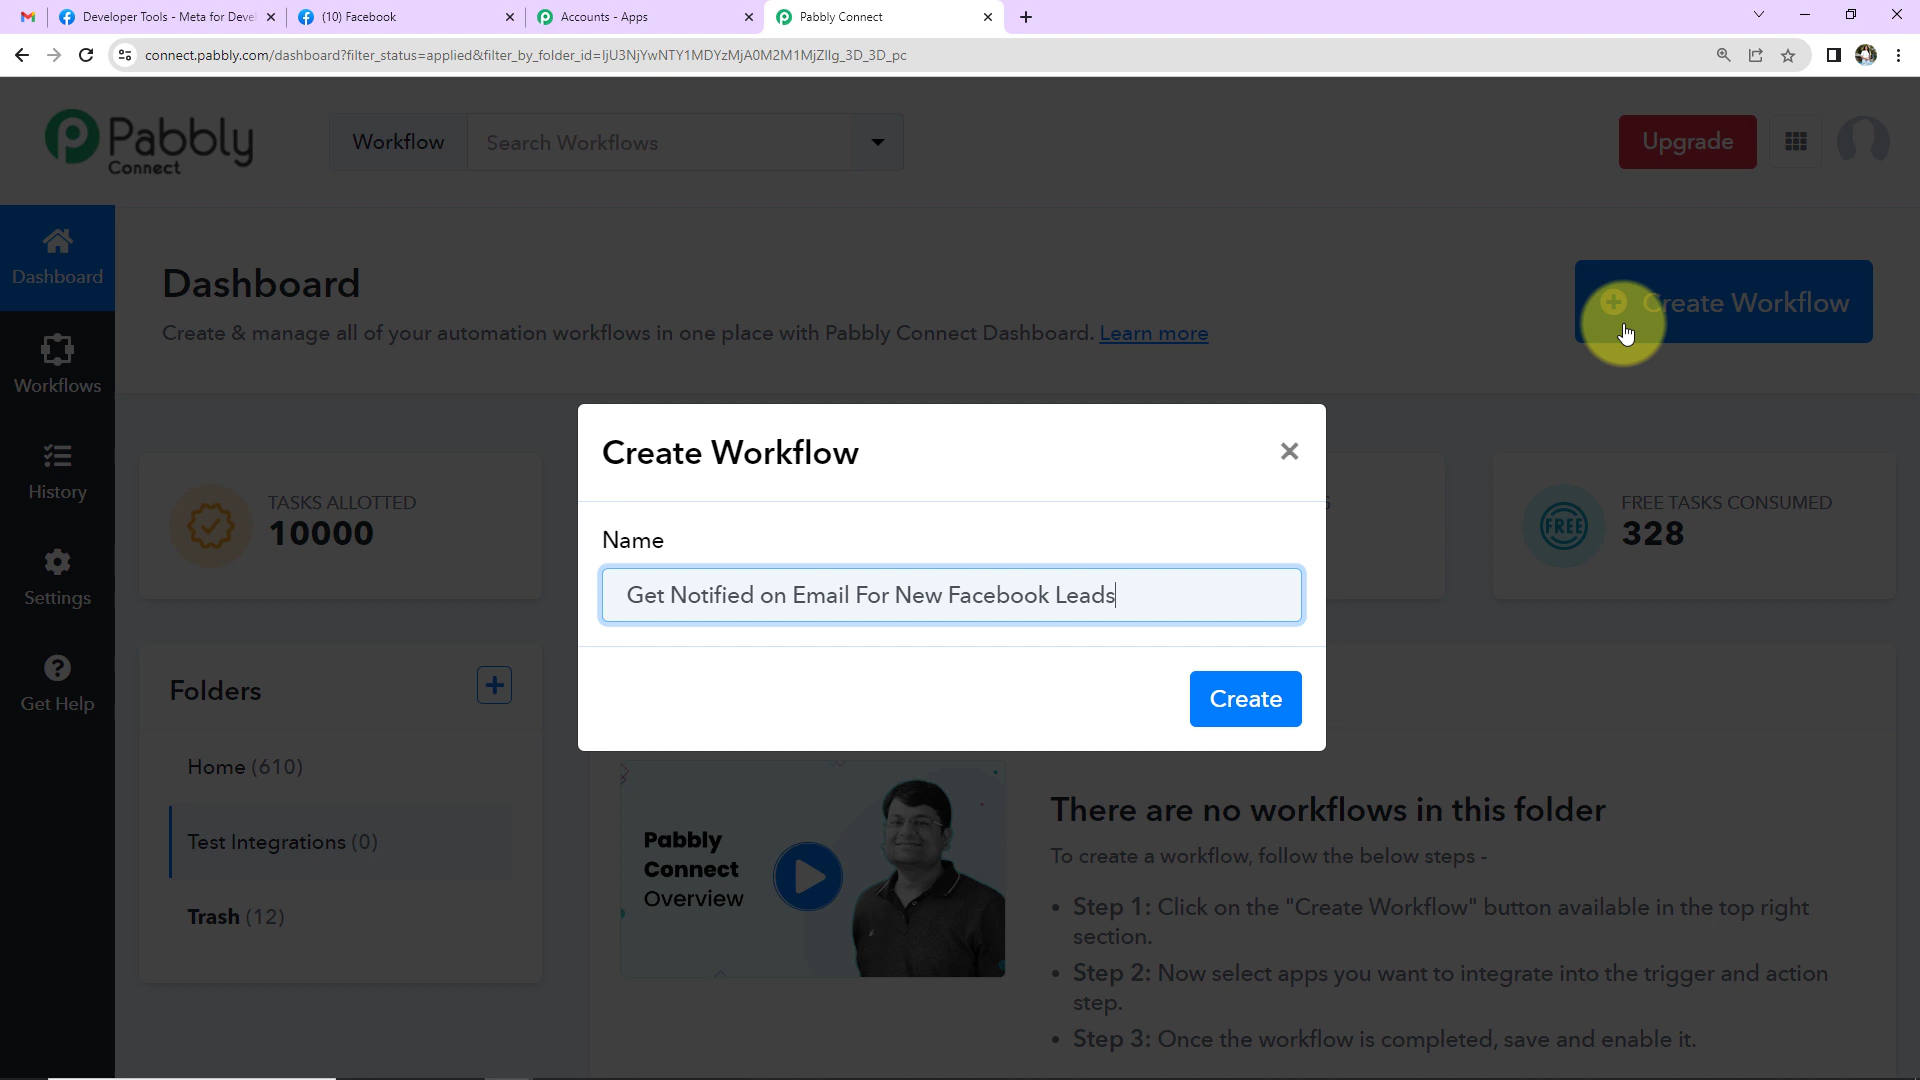 Developer Tools - Meta for Deve
(10) Facebook
Accounts - Apps
Pabbly Connect
connect.pabbly.com/dashboard?filter_status=applied&filter_by_folder_id=IjU3NjYwNTY1MDYzMjA0M2M1MjZlIg_3D_3D_pc
Pabbly
Connect
Workflow
Search Workflows
Upgrade
Dashboard
Workflows
History
Settings
Get Help
Dashboard
Create & manage all of your automation workflows in one place with Pabbly Connect Dashboard. Learn more
Create Workflow
TASKS ALLOTTED
10000
FREE
FREE TASKS CONSUMED
328
Create Workflow
Name
Get Notified on Email For New Facebook Leads
Create
Folders
Home (610)
Test Integrations (0)
Trash (12)
Pabbly
Connect
Overview
There are no workflows in this folder
To create a workflow, follow the below steps -
• Step 1: Click on the "Create Workflow" button available in the top right
section.
• Step 2: Now select apps you want to integrate into the trigger and action
step.
• Step 3: Once the workflow is completed, save and enable it.